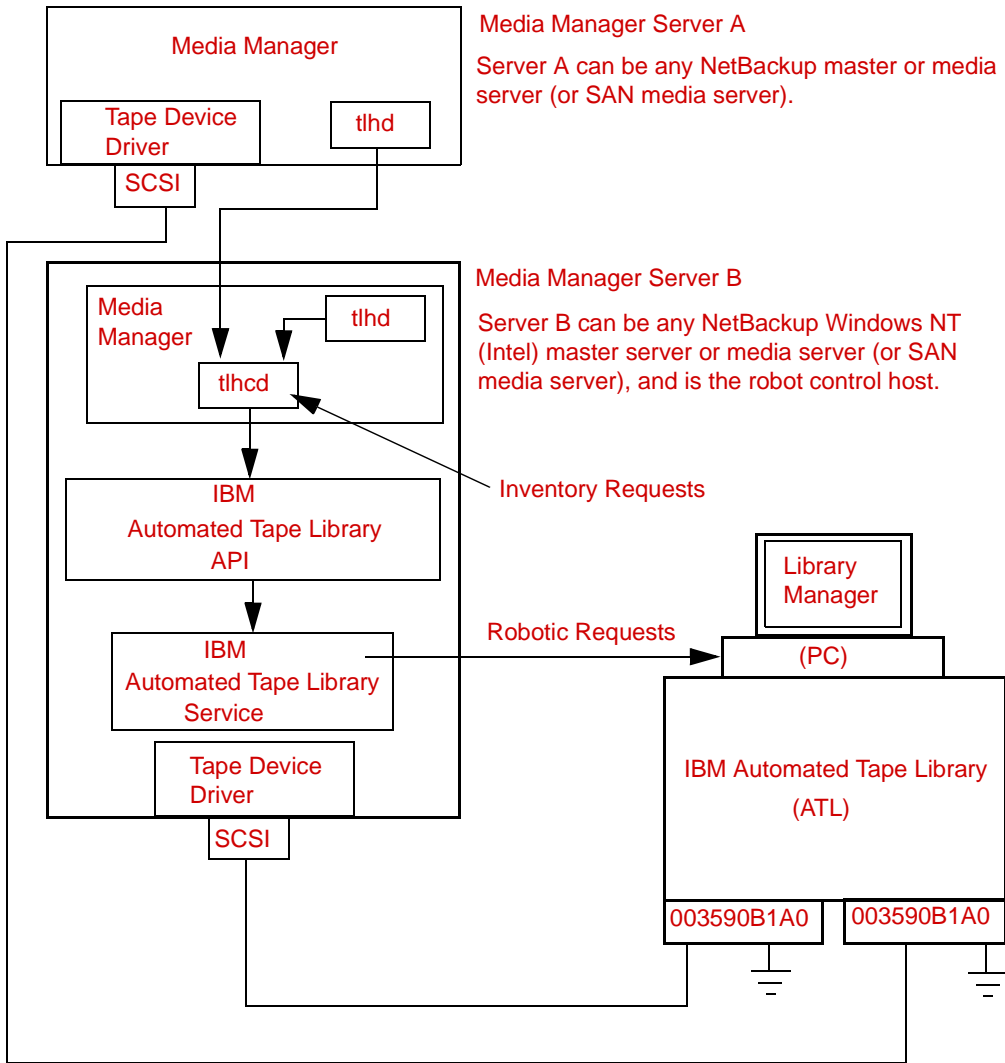 Media Manager
Tape Device
Driver
tlhd
SCSI
Media Manager Server A
Server A can be any NetBackup master or media
server (or SAN media server).
Media
Manager
tlhd
tlhcd
Media Manager Server B
Server B can be any NetBackup Windows NT
(Intel) master server or media server (or SAN
media server), and is the robot control host.
Inventory Requests
IBM
Automated Tape Library
API
IBM
Automated Tape Library
Service
Robotic Requests
Library
Manager
(PC)
Tape Device
Driver
SCSI
IBM Automated Tape Library
(ATL)
003590B1A0
003590B1A0